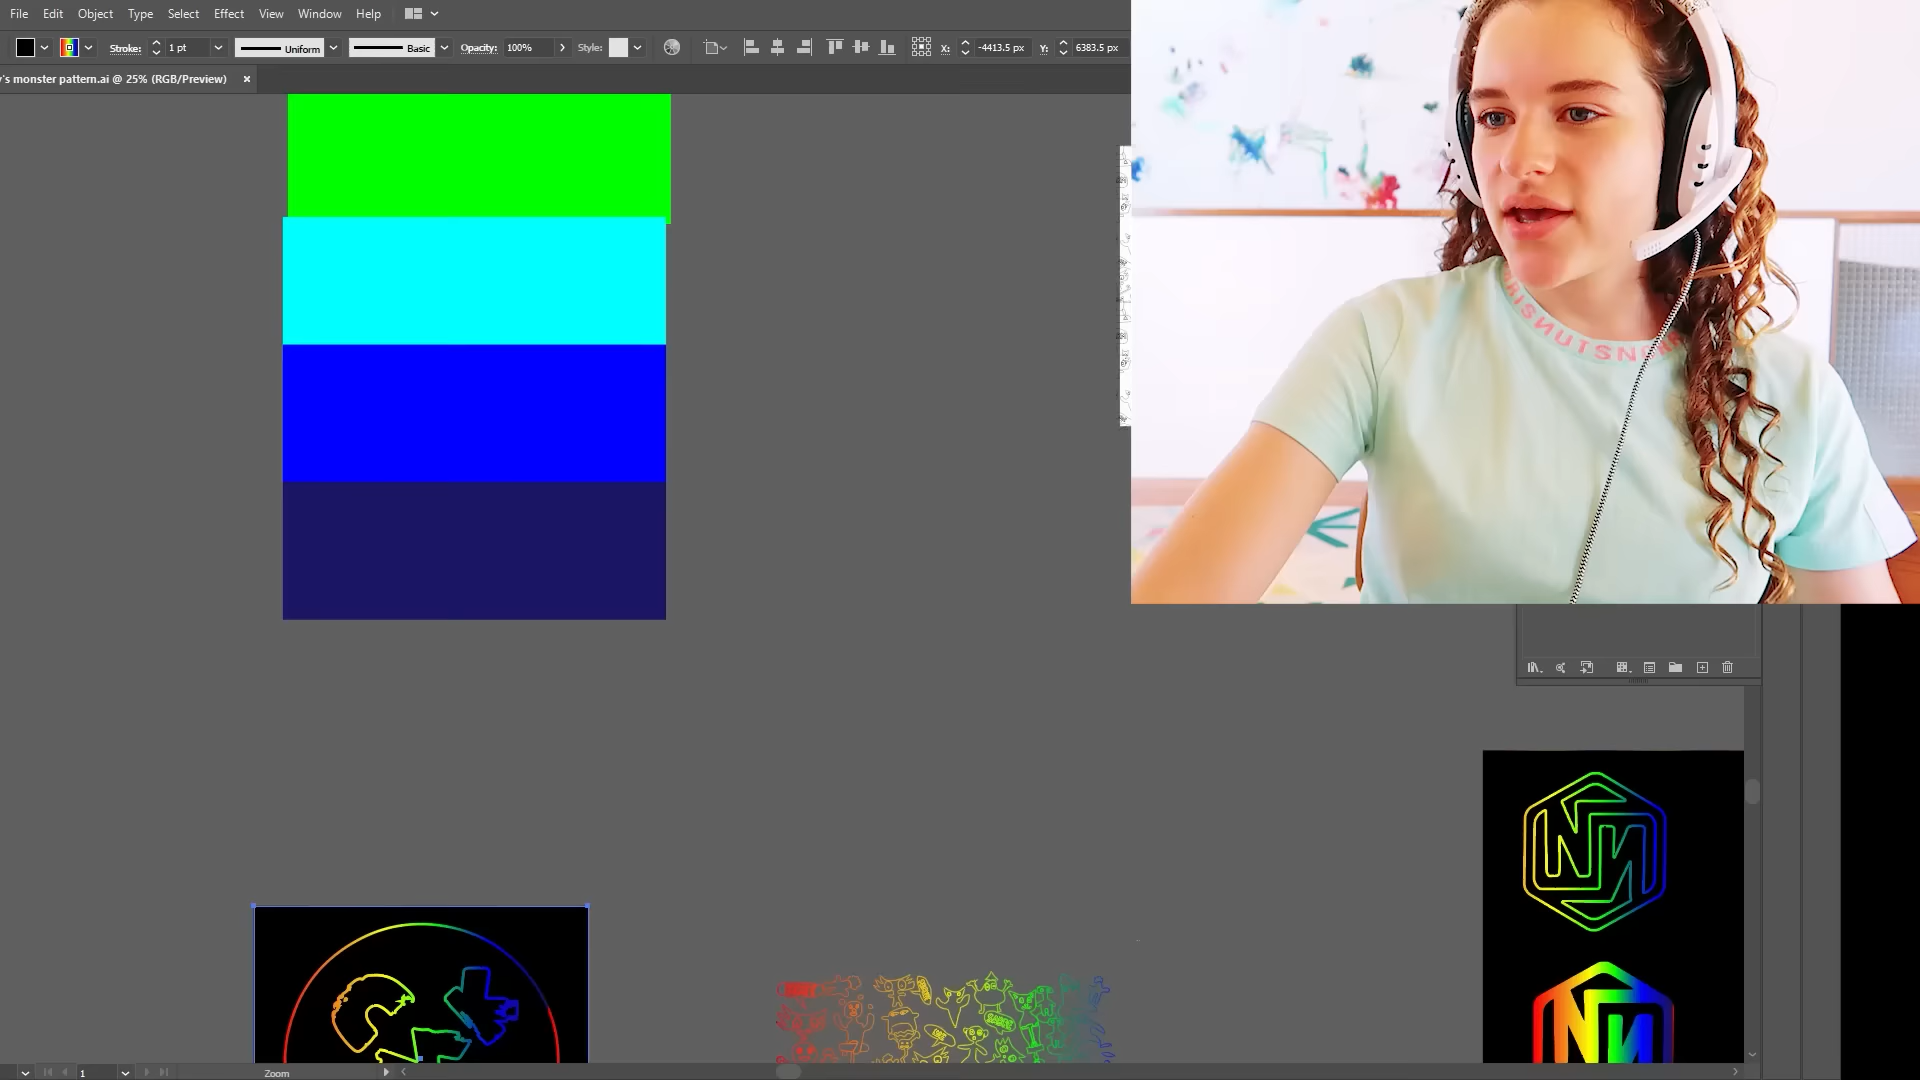 File Edit Object Type Select Effect View Window Help
Stroke: 1 pt Uniform Basic Opacity: 100% Style: X: -4413.5 px Y: 6383.5 px
's monster pattern.ai @ 25% (RGB/Preview) ×
1 Zoom